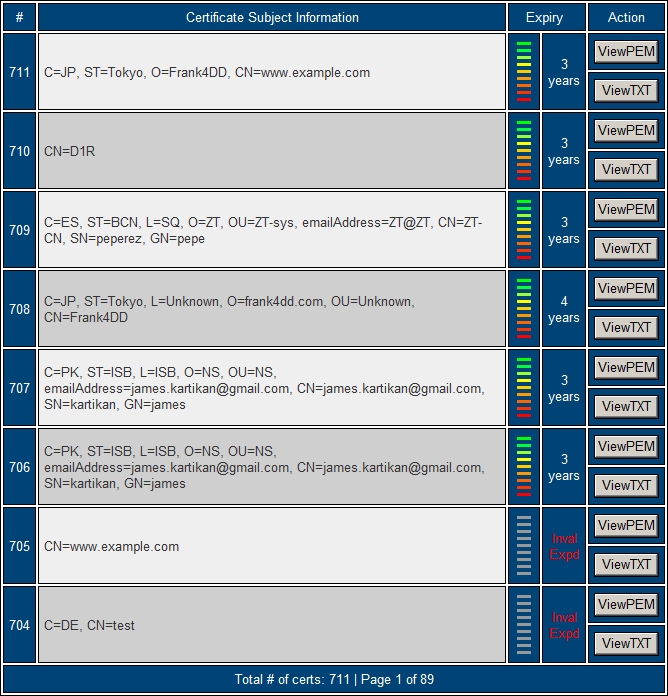 # Certificate Subject Information Expiry Action
711 C=JP, ST=Tokyo, O=Frank4DD, CN=www.example.com 3 years ViewPEM ViewTXT
710 CN=D1R 3 years ViewPEM ViewTXT
709 C=ES, ST=BCN, L=SQ, O=ZT, OU=ZT-sys, emailAddress=ZT@ZT, CN=ZT-
CN, SN=peperez, GN=pepe 3 years ViewPEM ViewTXT
708 C=JP, ST=Tokyo, L=Unknown, O=frank4dd.com, OU=Unknown,
CN=Frank4DD 4 years ViewPEM ViewTXT
707 C=PK, ST=ISB, L=ISB, O=NS, OU=NS,
emailAddress=james.kartikan@gmail.com, CN=james.kartikan@gmail.com,
SN=kartikan, GN=james 3 years ViewPEM ViewTXT
706 C=PK, ST=ISB, L=ISB, O=NS, OU=NS,
emailAddress=james.kartikan@gmail.com, CN=james.kartikan@gmail.com,
SN=kartikan, GN=james 3 years ViewPEM ViewTXT
705 CN=www.example.com Inval Expd ViewPEM ViewTXT
704 C=DE, CN=test Inval Expd ViewPEM ViewTXT
Total # of certs: 711 | Page 1 of 89